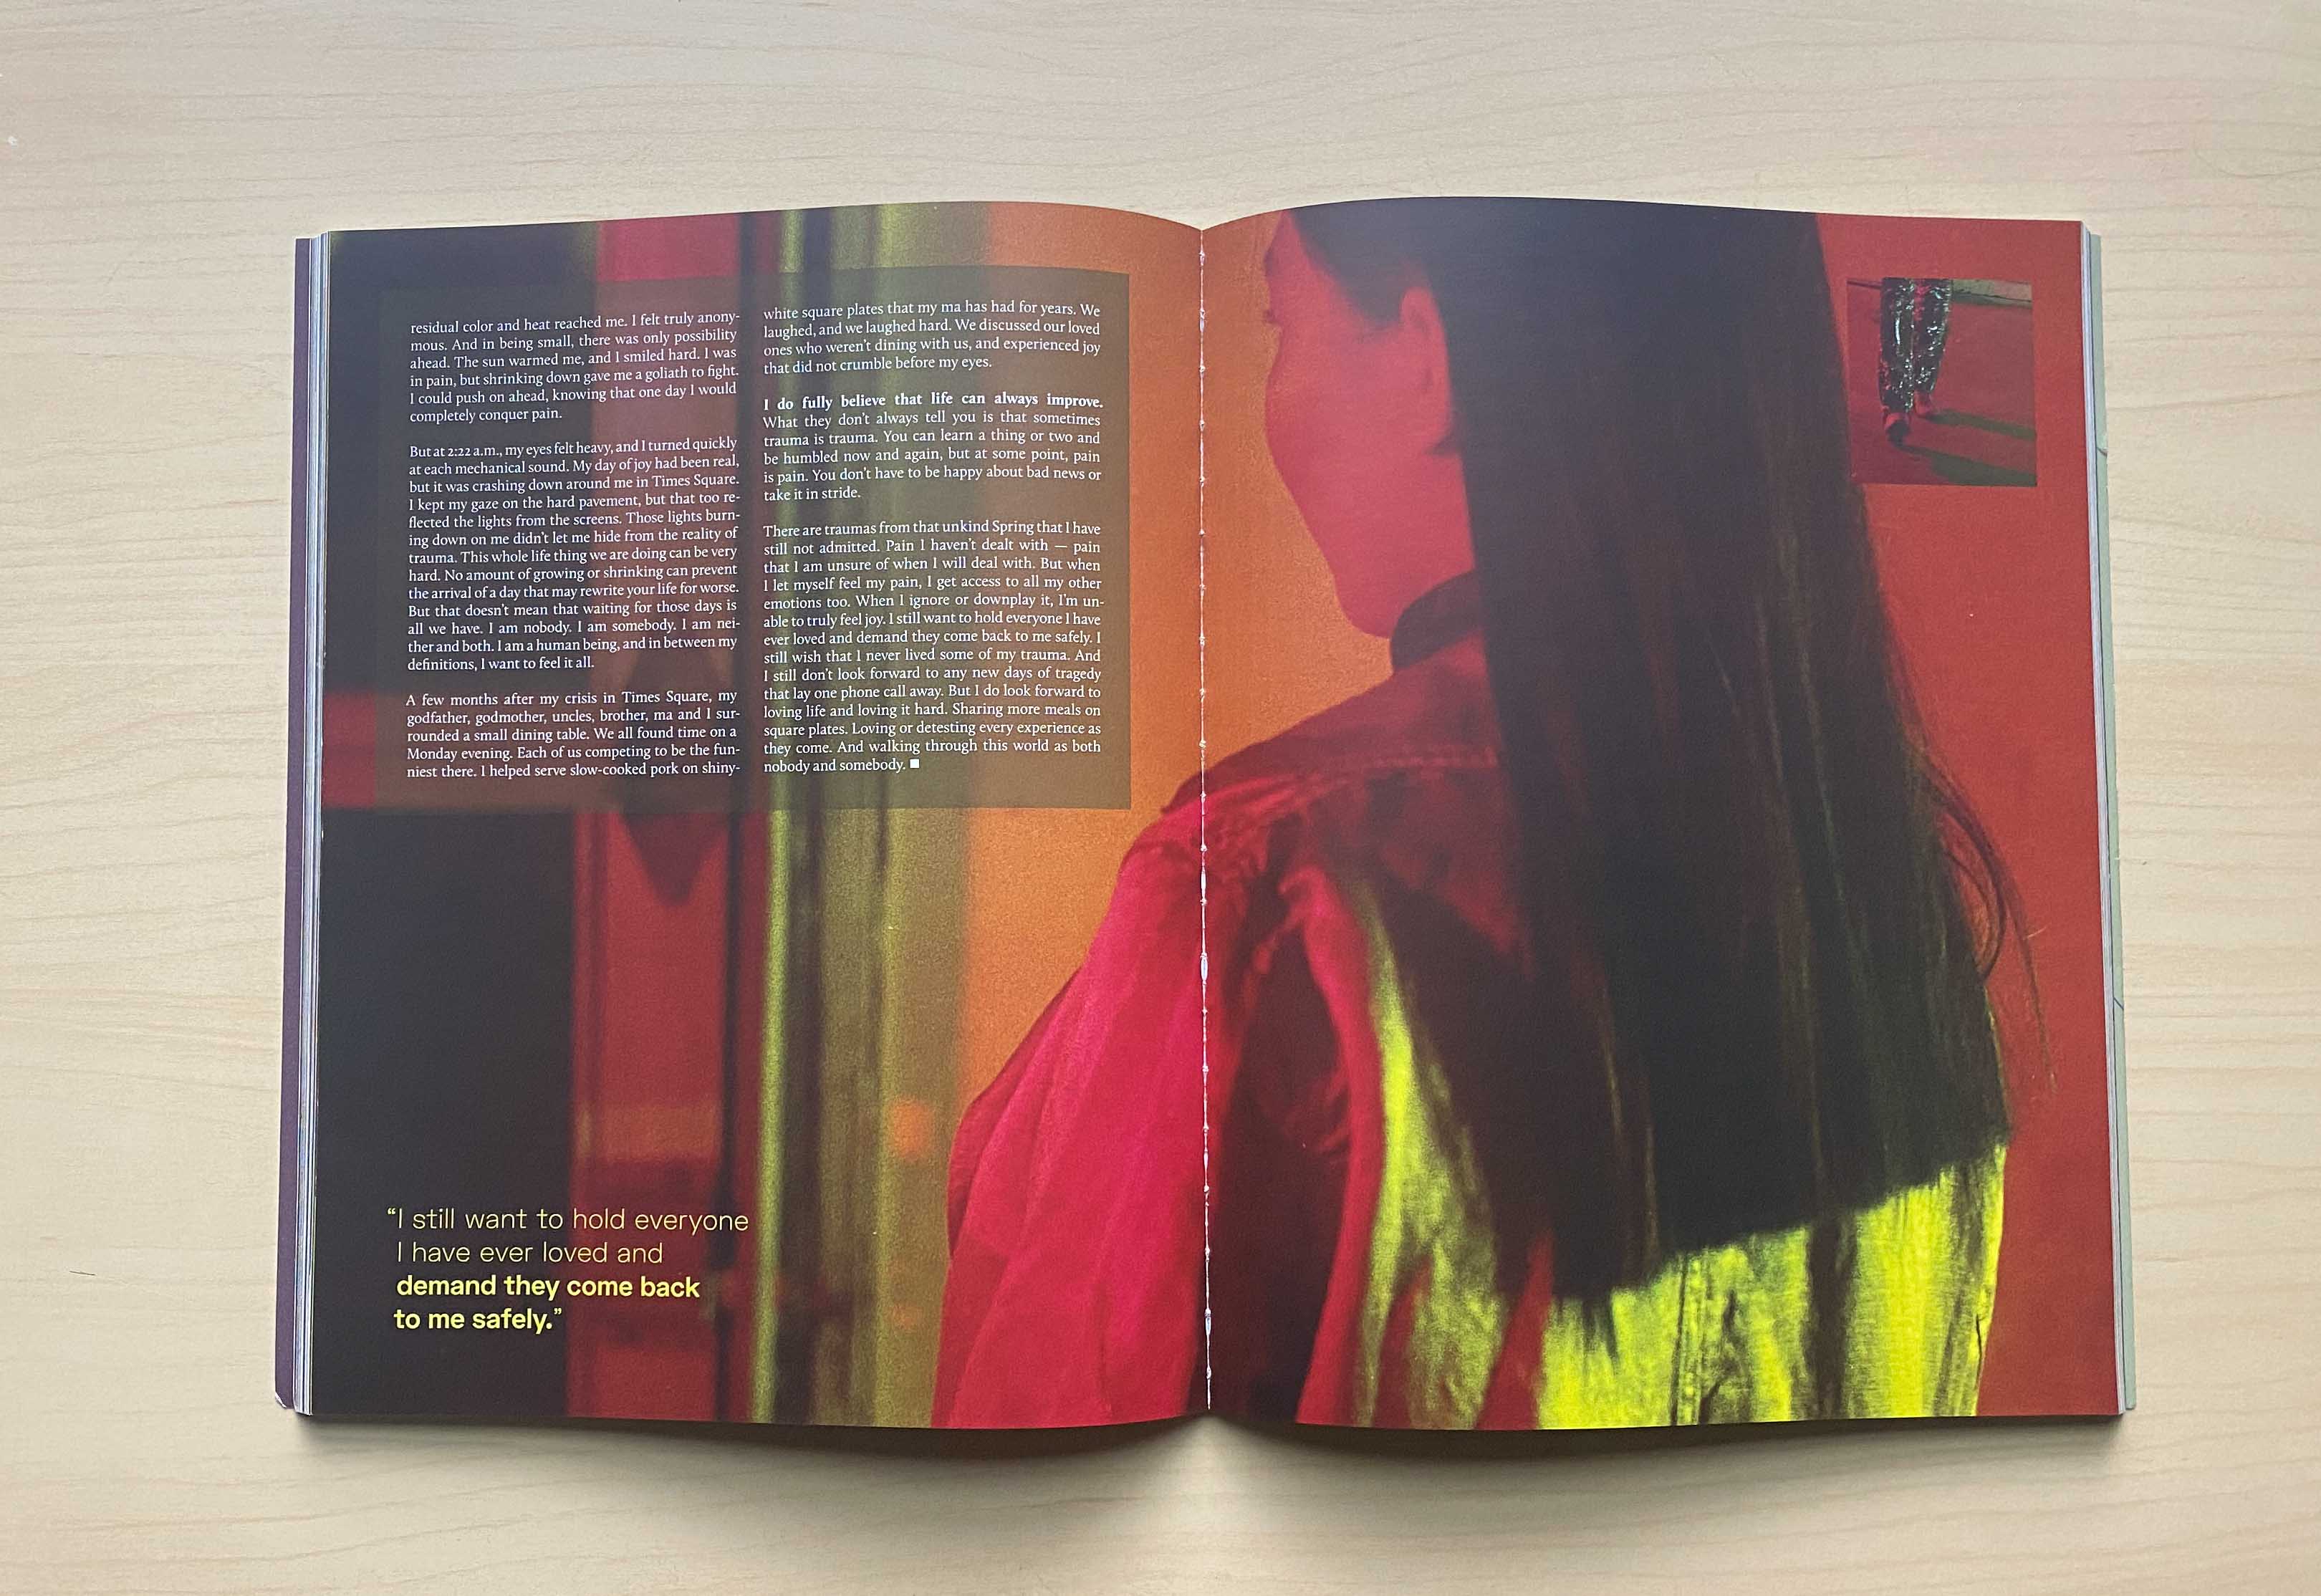 residual color and heat reached me. I felt truly anony-
mous. And in being small, there was only possibility
ahead. The sun warmed me, and I smiled hard. I was
in pain, but shrinking down gave me a goliath to fight.
I could push on ahead, knowing that one day I would
completely conquer pain.
But at 2:22 a.m., my eyes felt heavy, and I turned quickly
at each mechanical sound. My day of joy had been real,
but it was crashing down around me in Times Square.
I kept my gaze on the hard pavement, but that too re-
flected the lights from the screens. Those lights burn-
ing down on me didn't let me hide from the reality of
trauma. This whole life thing we are doing can be very
hard. No amount of growing or shrinking can prevent
the arrival of a day that may rewrite your life for worse.
But that doesn't mean that waiting for those days is
all we have. I am nobody. I am somebody. I am nei-
ther and both. I am a human being, and in between my
definitions, I want to feel it all.
A few months after my crisis in Times Square, my
godfather, godmother, uncles, brother, ma and I sur-
rounded a small dining table. We all found time on a
Monday evening. Each of us competing to be the fun-
niest there. I helped serve slow-cooked pork on shiny-
white square plates that my ma has had for years. We
laughed, and we laughed hard. We discussed our loved
ones who weren't dining with us, and experienced joy
that did not crumble before my eyes.
I do fully believe that life can always improve.
What they don't always tell you is that sometimes
trauma is trauma. You can learn a thing or two and
be humbled now and again, but at some point, pain
is pain. You don't have to be happy about bad news or
take it in stride.
There are traumas from that unkind Spring that I have
still not admitted. Pain I haven't dealt with — pain
that I am unsure of when I will deal with. But when
I let myself feel my pain, I get access to all my other
emotions too. When I ignore or downplay it, I'm un-
able to truly feel joy. I still want to hold everyone I have
ever loved and demand they come back to me safely. I
still wish that I never lived some of my trauma. And
I still don't look forward to any new days of tragedy
that lay one phone call away. But I do look forward to
loving life and loving it hard. Sharing more meals on
square plates. Loving or detesting every experience as
they come. And walking through this world as both
nobody and somebody. ■
“I still want to hold everyone
I have ever loved and
demand they come back
to me safely.”